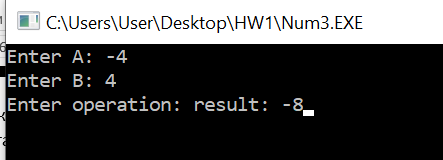 C:\Users\User\Desktop\HW1\Num3.EXE
Enter A: -4
Enter B: 4
Enter operation: result: -8